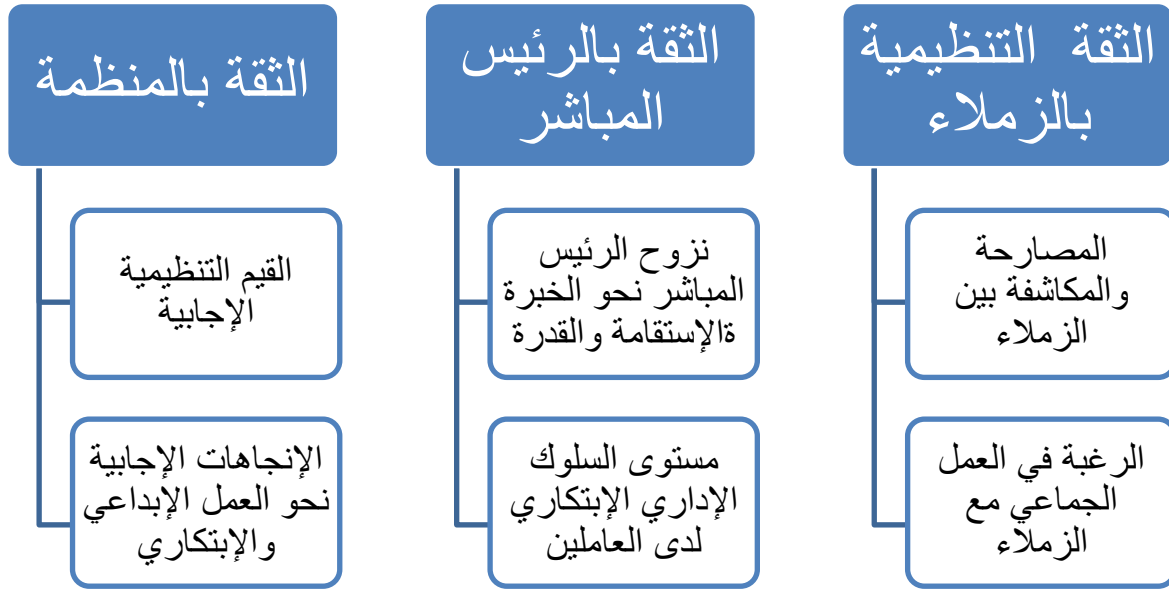 الثقة التنظيمية
بالزملاء
المصارحة
والمكاشفة بين
الزملاء
الرغبة في العمل
الجماعي مع
الزملاء
الثقة بالرئيس
المباشر
نزوح الرئيس
المباشر نحو الخبرة
ةالإستقامة والقدرة
مستوى السلوك
الإداري الإبتكاري
لدى العاملين
الثقة بالمنظمة
القيم التنظيمية
الإجابية
الإنجاهات الإجابية
نحو العمل الإبداعي
والإبتكاري